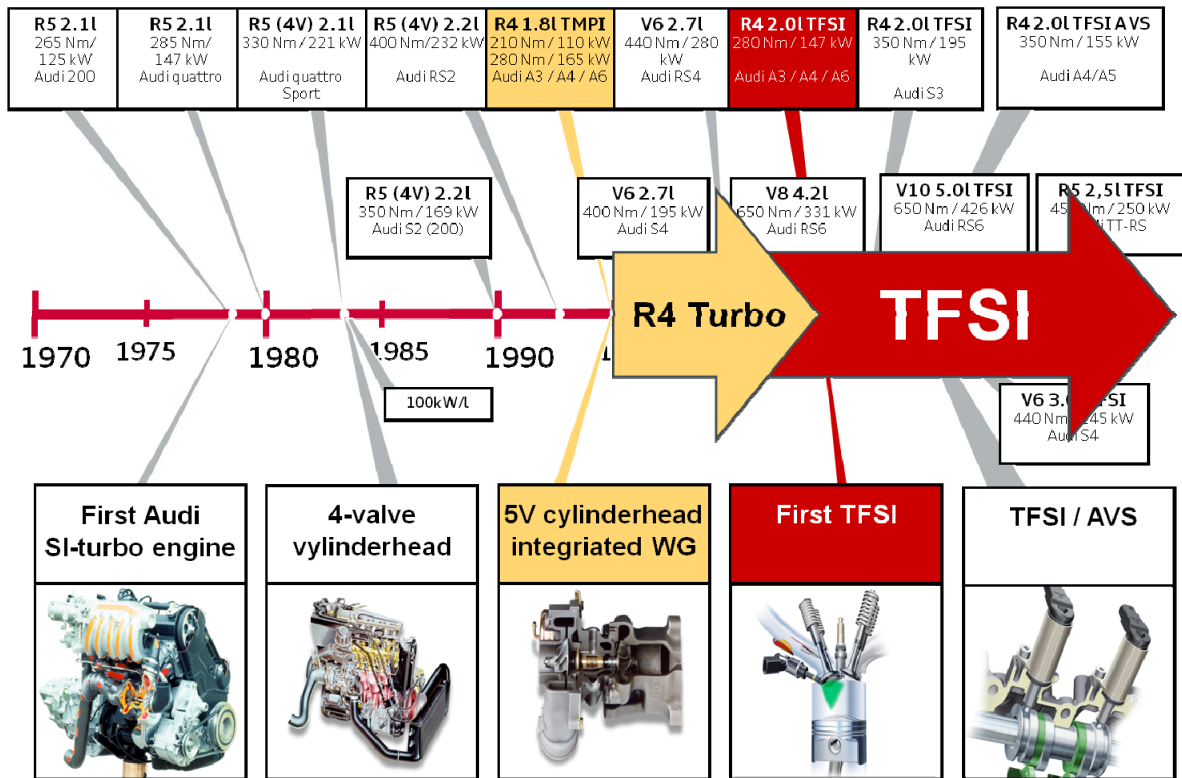 R5 2.1l
265 Nm/
125 kW
Audi 200
R5 2.1l
285 Nm/
147 kW
Audi quattro
R5 (4V) 2.1l
330 Nm/221 kW
Audi quattro
Sport
R5 (4V) 2.2l
400 Nm/232 kW
Audi RS2
R4 1.8l TMPI
210 Nm/110 kW
280 Nm/165 kW
Audi A3 / A4 / A6
V6 2.7l
440 Nm/280
kW
Audi RS4
R4 2.0l TFSI
280 Nm/147 kW
Audi A3 / A4 / A6
R4 2.0l TFSI
350 Nm/195
kW
Audi S3
R4 2.0l TFSI AVS
350 Nm/155 kW
Audi A4/A5
R5 (4V) 2.2l
350 Nm/169 kW
Audi S2 (200)
V6 2.7l
400 Nm/195 kW
Audi S4
V8 4.2l
650 Nm/331 kW
Audi RS6
V10 5.0l TFSI
650 Nm/426 kW
Audi RS6
R5 2,5l TFSI
Nm/250 kW
TT-RS
R4 Turbo
TFSI
1970
1975
1980
1985
1990
100kW/l
V6
440 Nm
kW
Audi S4
First Audi
SI-turbo engine
4-valve
vylinderhead
5V cylinderhead
integriated WG
First TFSI
TFSI / AVS